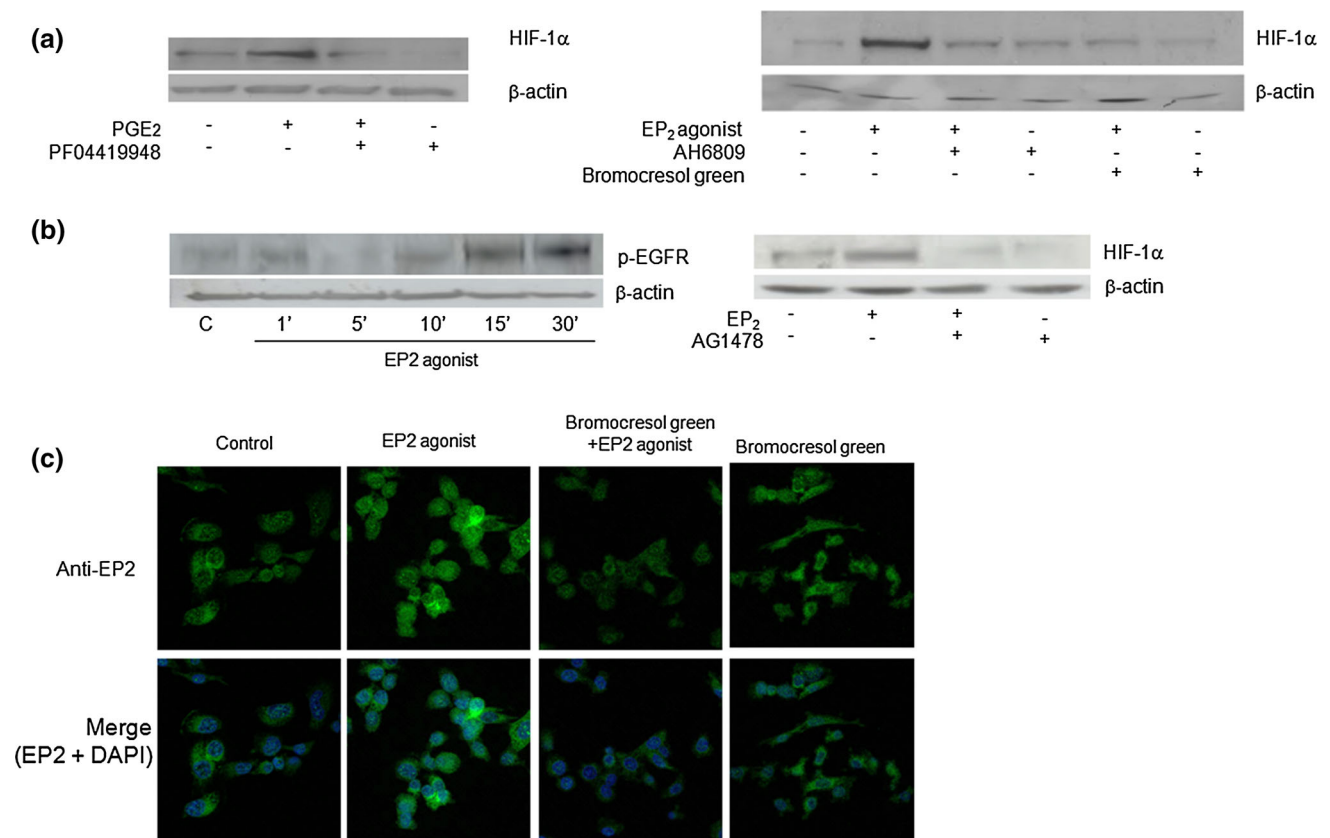 (a)
HIF-1α
β-actin
PGE2 - + + -
PF04419948 - - + +
HIF-1α
β-actin
EP₂ agonist - + + - + -
AH6809 - - + + - -
Bromocresol green - - - - + +
(b)
p-EGFR
β-actin
C 1' 5' 10' 15' 30'
EP2 agonist
HIF-1α
β-actin
EP₂ - + + -
AG1478 - - + +
(c)
Control
EP2 agonist
Bromocresol green
+EP2 agonist
Bromocresol green
Anti-EP2
Merge
(EP2 + DAPI)